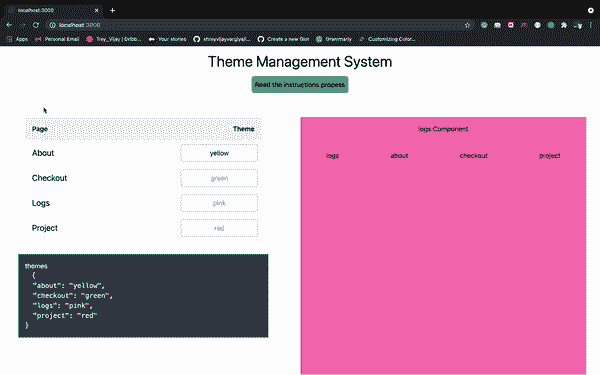 localhost:3000
localhost:3000
Apps
Personal Email
Troy_Vijay | Dribb...
Your stories
Create a new Gist
Grammarly
Customizing Color...
Theme Management System
Read the instructions process
Page Theme
About yellow
Checkout green
Logs pink
Project red
themes
{
"about": "yellow",
"checkout": "green",
"logs": "pink",
"project": "red"
}
logs Component
logs about checkout project